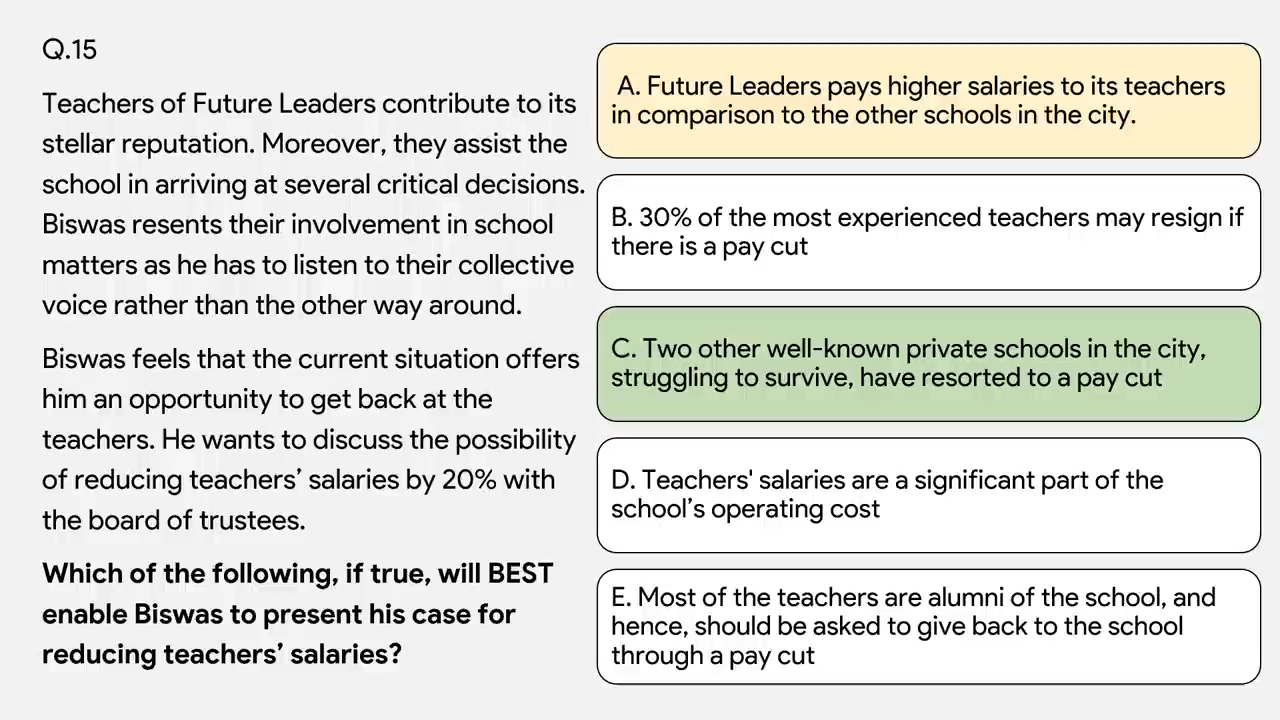 Q.15
Teachers of Future Leaders contribute to its
stellar reputation. Moreover, they assist the
school in arriving at several critical decisions.
Biswas resents their involvement in school
matters as he has to listen to their collective
voice rather than the other way around.
Biswas feels that the current situation offers
him an opportunity to get back at the
teachers. He wants to discuss the possibility
of reducing teachers’ salaries by 20% with
the board of trustees.
Which of the following, if true, will BEST
enable Biswas to present his case for
reducing teachers’ salaries?
A. Future Leaders pays higher salaries to its teachers
in comparison to the other schools in the city.
B. 30% of the most experienced teachers may resign if
there is a pay cut
C. Two other well-known private schools in the city,
struggling to survive, have resorted to a pay cut
D. Teachers' salaries are a significant part of the
school’s operating cost
E. Most of the teachers are alumni of the school, and
hence, should be asked to give back to the school
through a pay cut